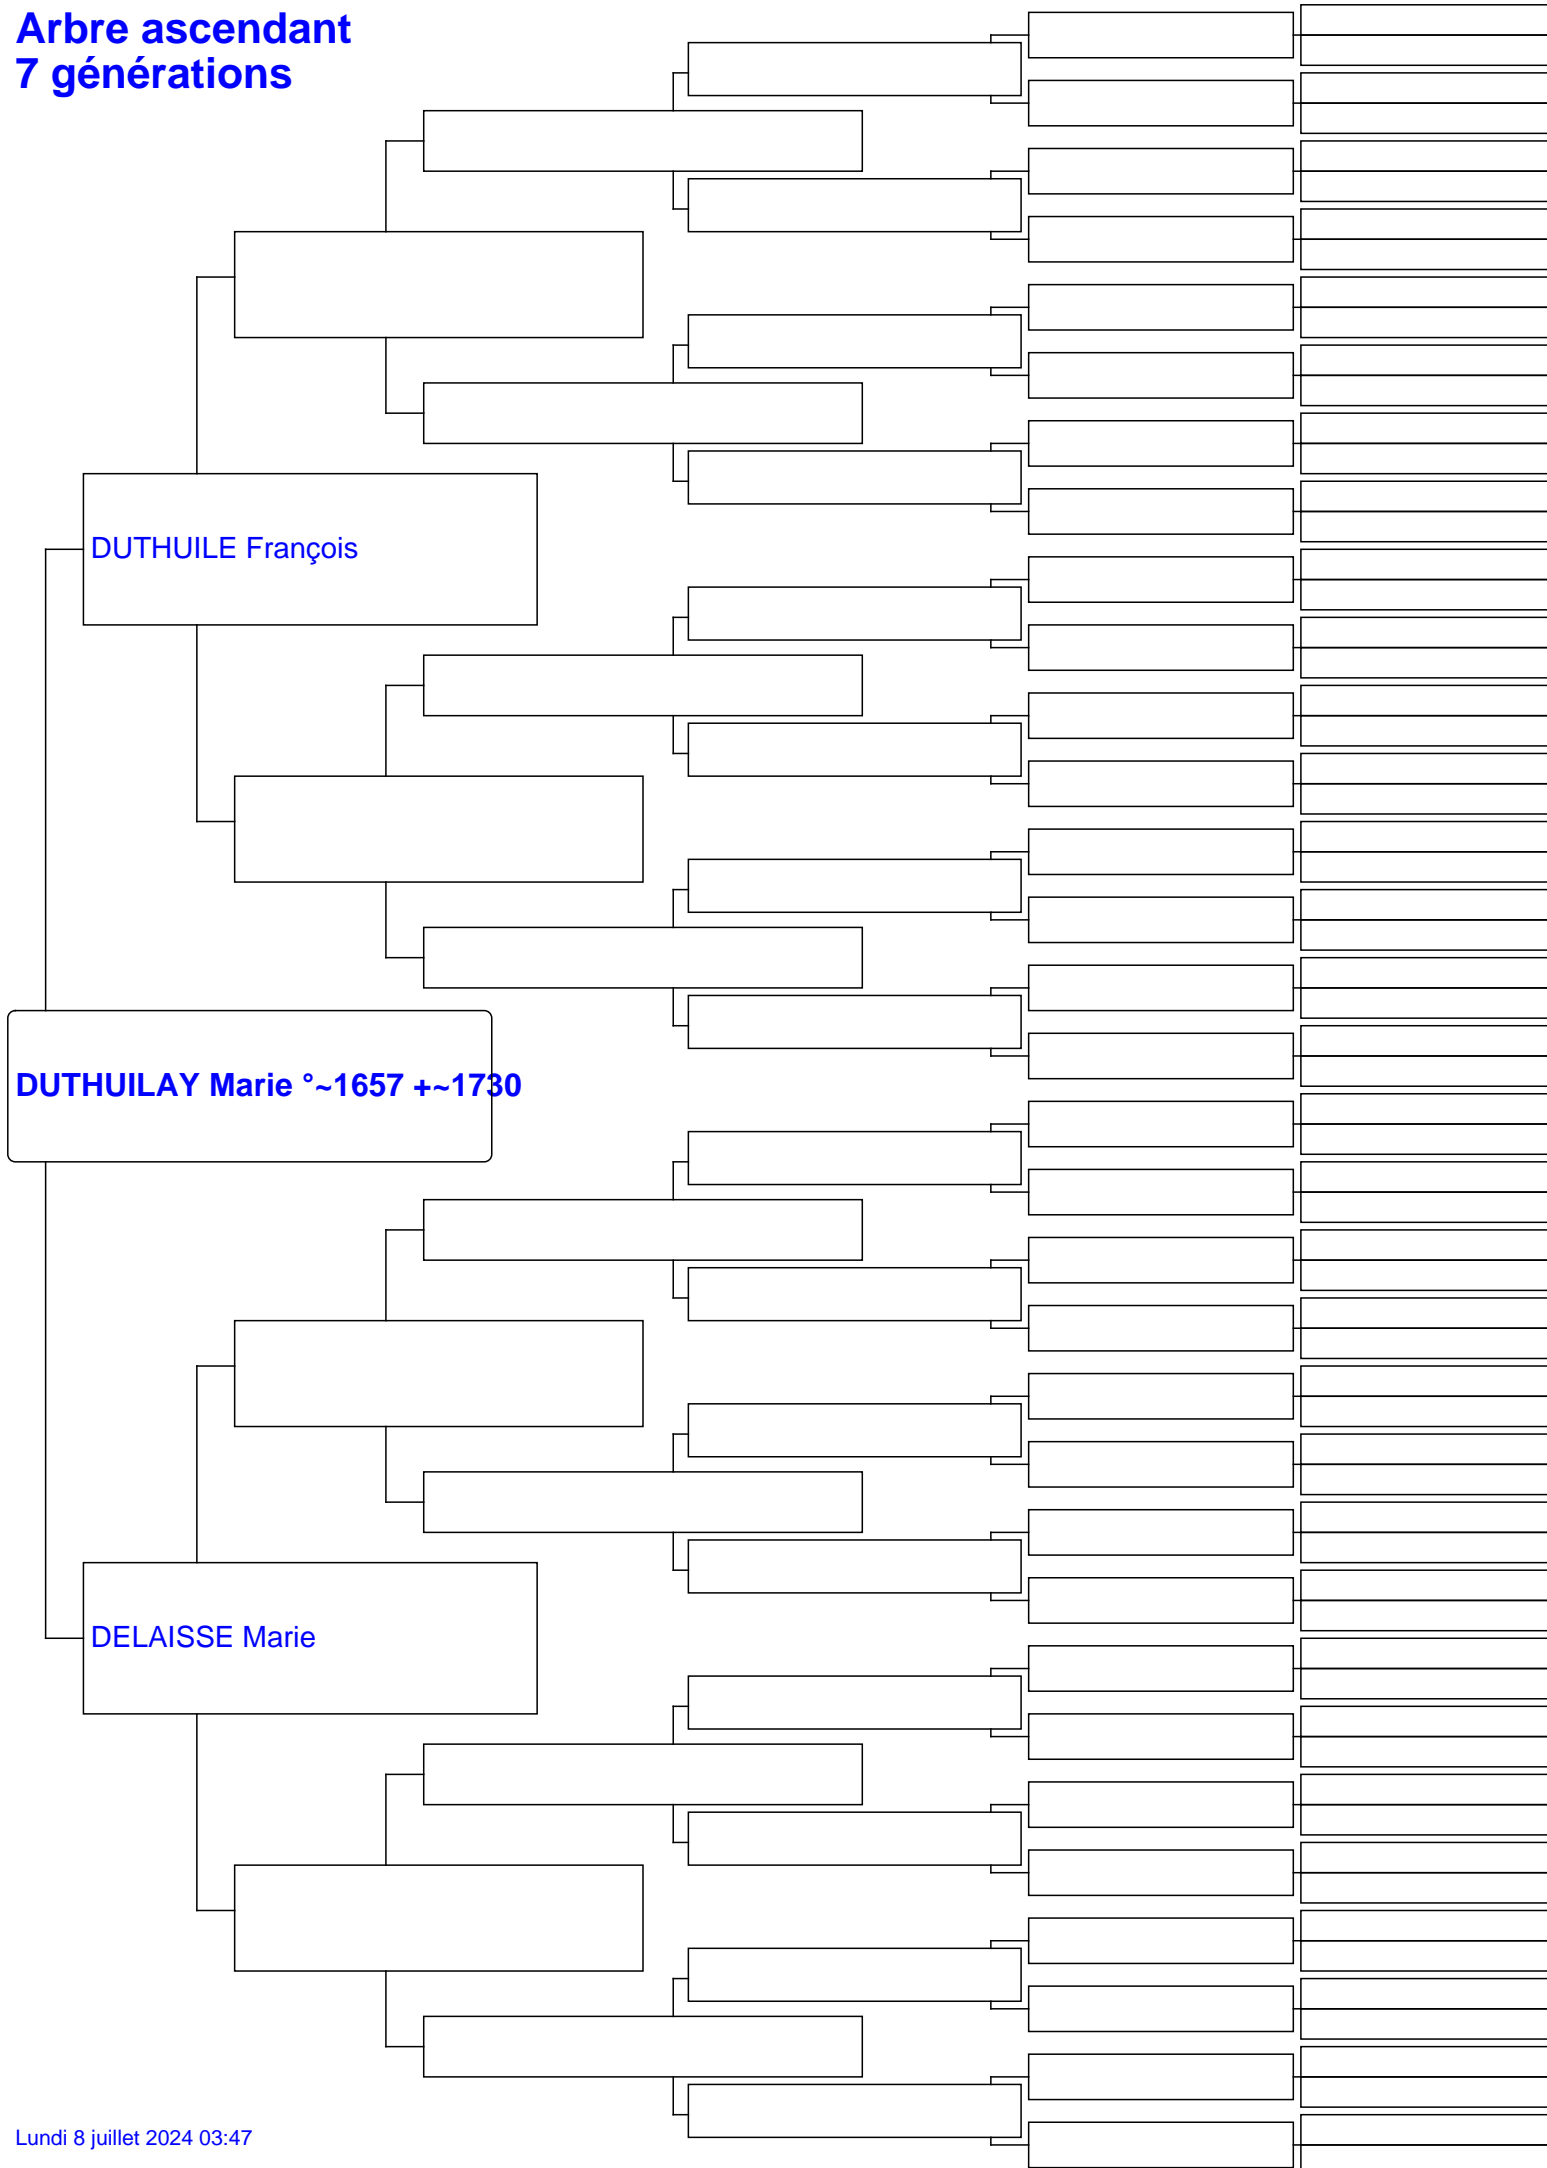 Arbre ascendant
7 générations
DUTHUILE François
DUTHUILAY Marie °~1657 +~1730
DELAISSE Marie
Lundi 8 juillet 2024 03:47